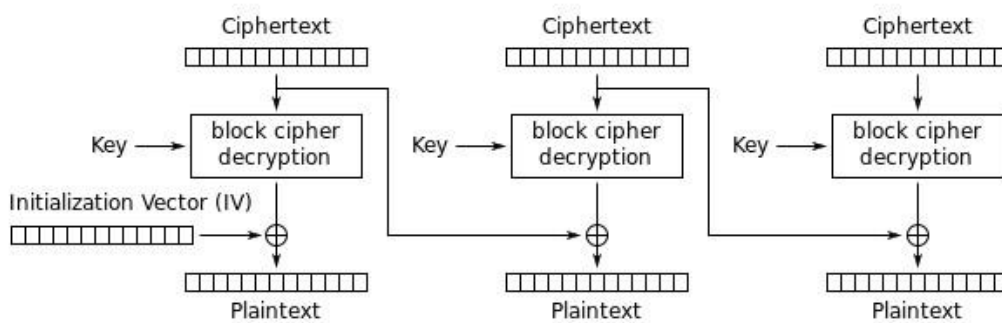 Ciphertext Ciphertext Ciphertext
Key block cipher decryption Key block cipher decryption Key block cipher decryption
Initialization Vector (IV)
Plaintext Plaintext Plaintext